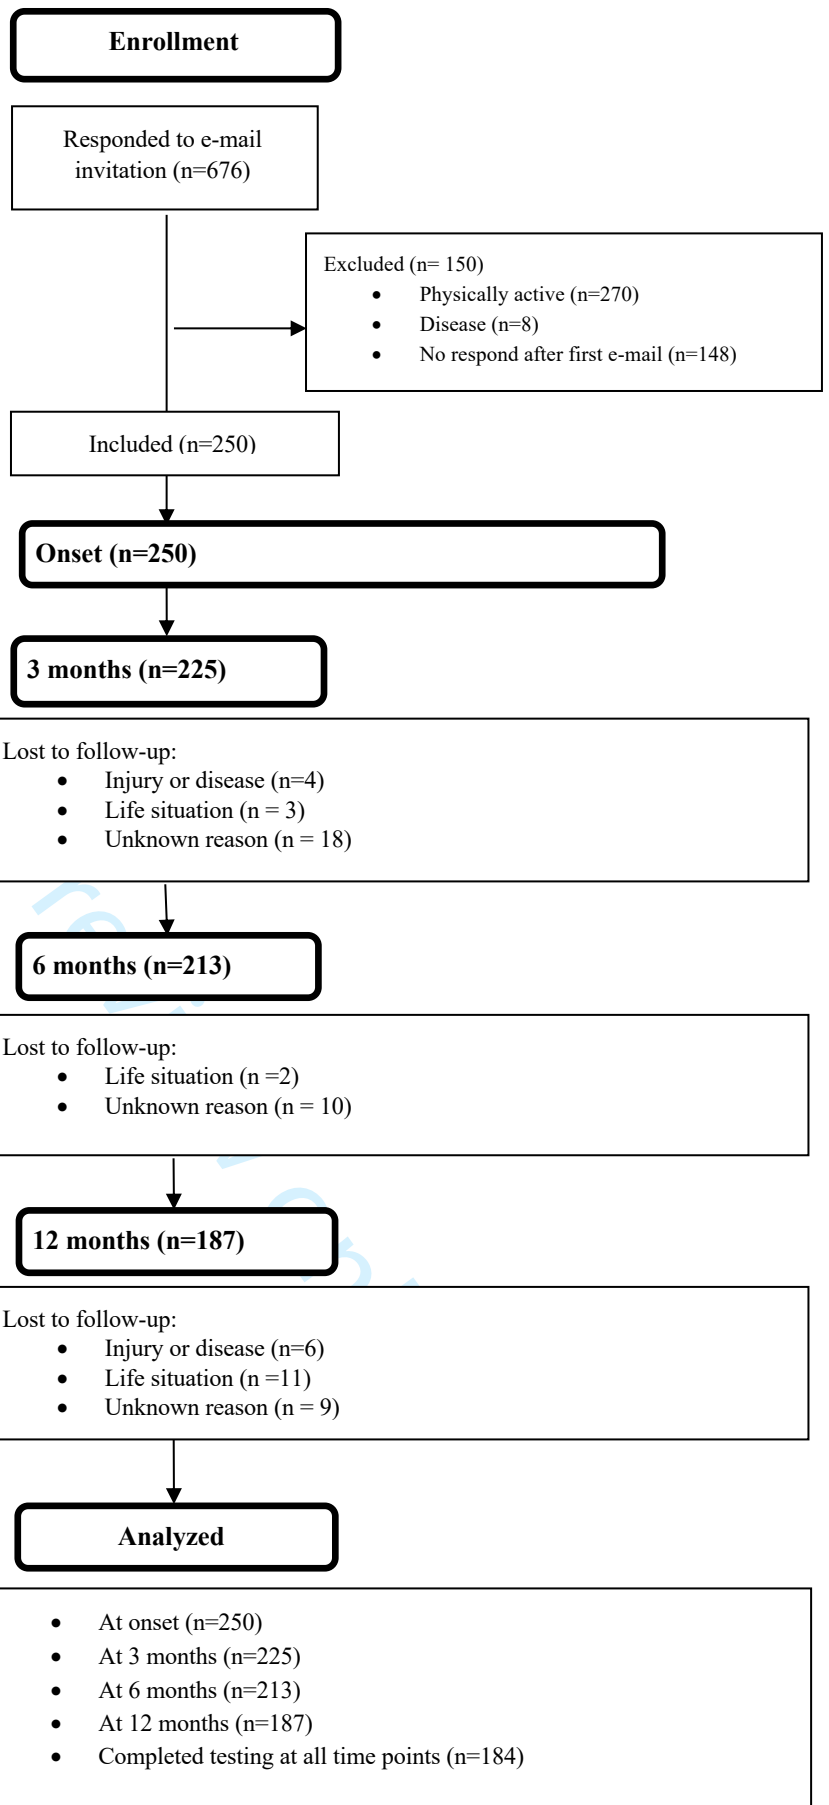 Enrollment
Responded to e-mail
invitation (n=676)
Excluded (n= 150)
• Physically active (n=270)
• Disease (n=8)
• No respond after first e-mail (n=148)
Included (n=250)
Onset (n=250)
3 months (n=225)
Lost to follow-up:
• Injury or disease (n=4)
• Life situation (n = 3)
• Unknown reason (n = 18)
6 months (n=213)
Lost to follow-up:
• Life situation (n =2)
• Unknown reason (n = 10)
12 months (n=187)
Lost to follow-up:
• Injury or disease (n=6)
• Life situation (n =11)
• Unknown reason (n = 9)
Analyzed
• At onset (n=250)
• At 3 months (n=225)
• At 6 months (n=213)
• At 12 months (n=187)
• Completed testing at all time points (n=184)